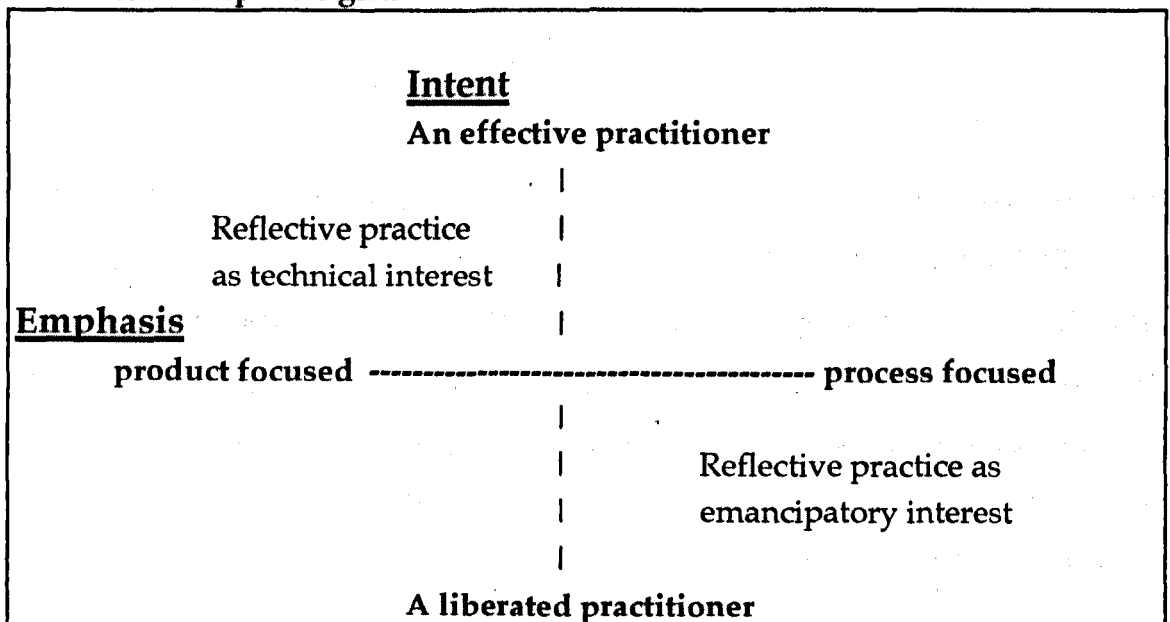 Intent
An effective practitioner
Reflective practice
as technical interest
Emphasis
product focused ---------------------------------------- process focused
Reflective practice as
emancipatory interest
A liberated practitioner